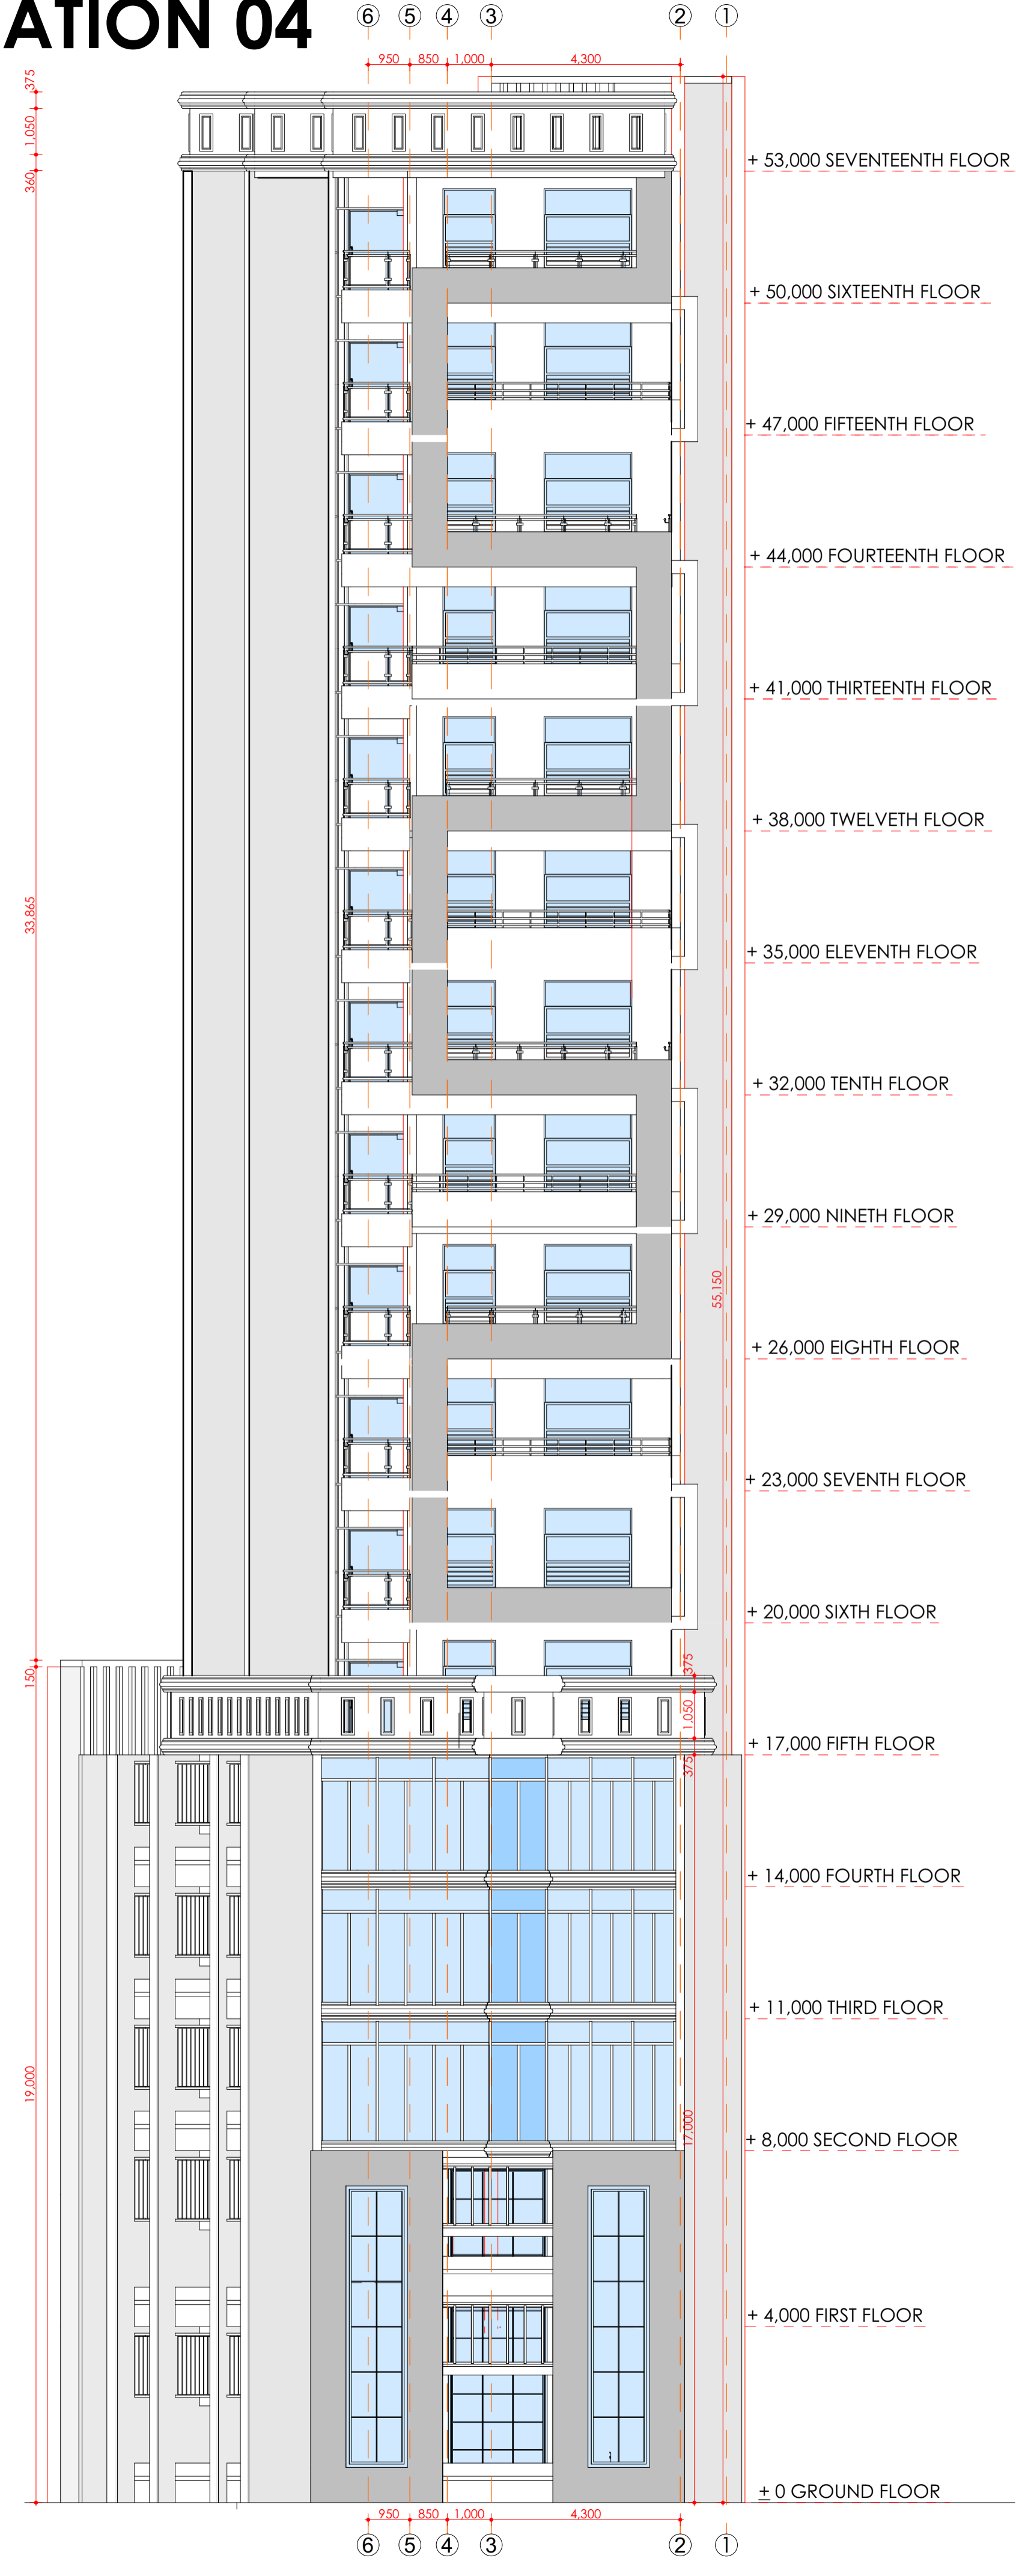 ATION 04
6 5 4 3 2 1
950 850 1,000 4,300
375
1,050
360
+ 53,000 SEVENTEENTH FLOOR
+ 50,000 SIXTEENTH FLOOR
+ 47,000 FIFTEENTH FLOOR
+ 44,000 FOURTEENTH FLOOR
+ 41,000 THIRTEENTH FLOOR
+ 38,000 TWELVETH FLOOR
33,865
+ 35,000 ELEVENTH FLOOR
+ 32,000 TENTH FLOOR
+ 29,000 NINETH FLOOR
55,150
+ 26,000 EIGHTH FLOOR
+ 23,000 SEVENTH FLOOR
+ 20,000 SIXTH FLOOR
150
375
1,050
+ 17,000 FIFTH FLOOR
375
+ 14,000 FOURTH FLOOR
+ 11,000 THIRD FLOOR
19,000
17,000
+ 8,000 SECOND FLOOR
+ 4,000 FIRST FLOOR
± 0 GROUND FLOOR
950 850 1,000 4,300
6 5 4 3 2 1